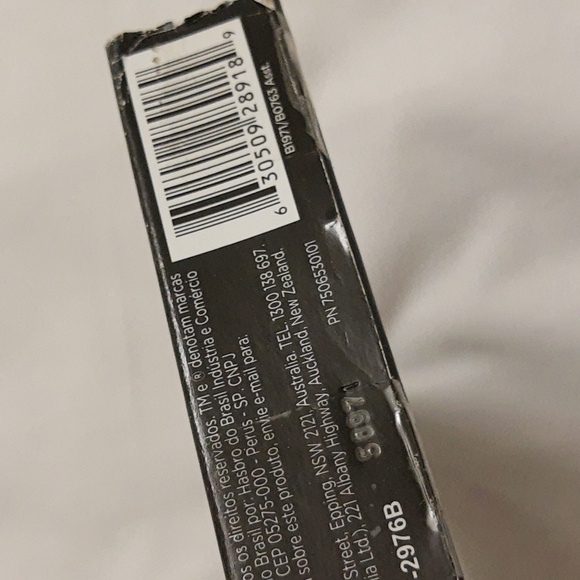 6 30509 28918 9
B1971/B0763 Asst.
os os direitos reservados. TM e ® denotam marcas
o Brasil por: Hasbro do Brasil Indústria e Comércio
CEP 05275-000 - Perus - SP. CNPJ
sobre este produto, envie e-mail para:
Street, Epping, NSW 2121, Australia. TEL. 1300 138 697.
ia Ltd.), 221 Albany Highway, Auckland, New Zealand.
PN 7506530101
-2976B